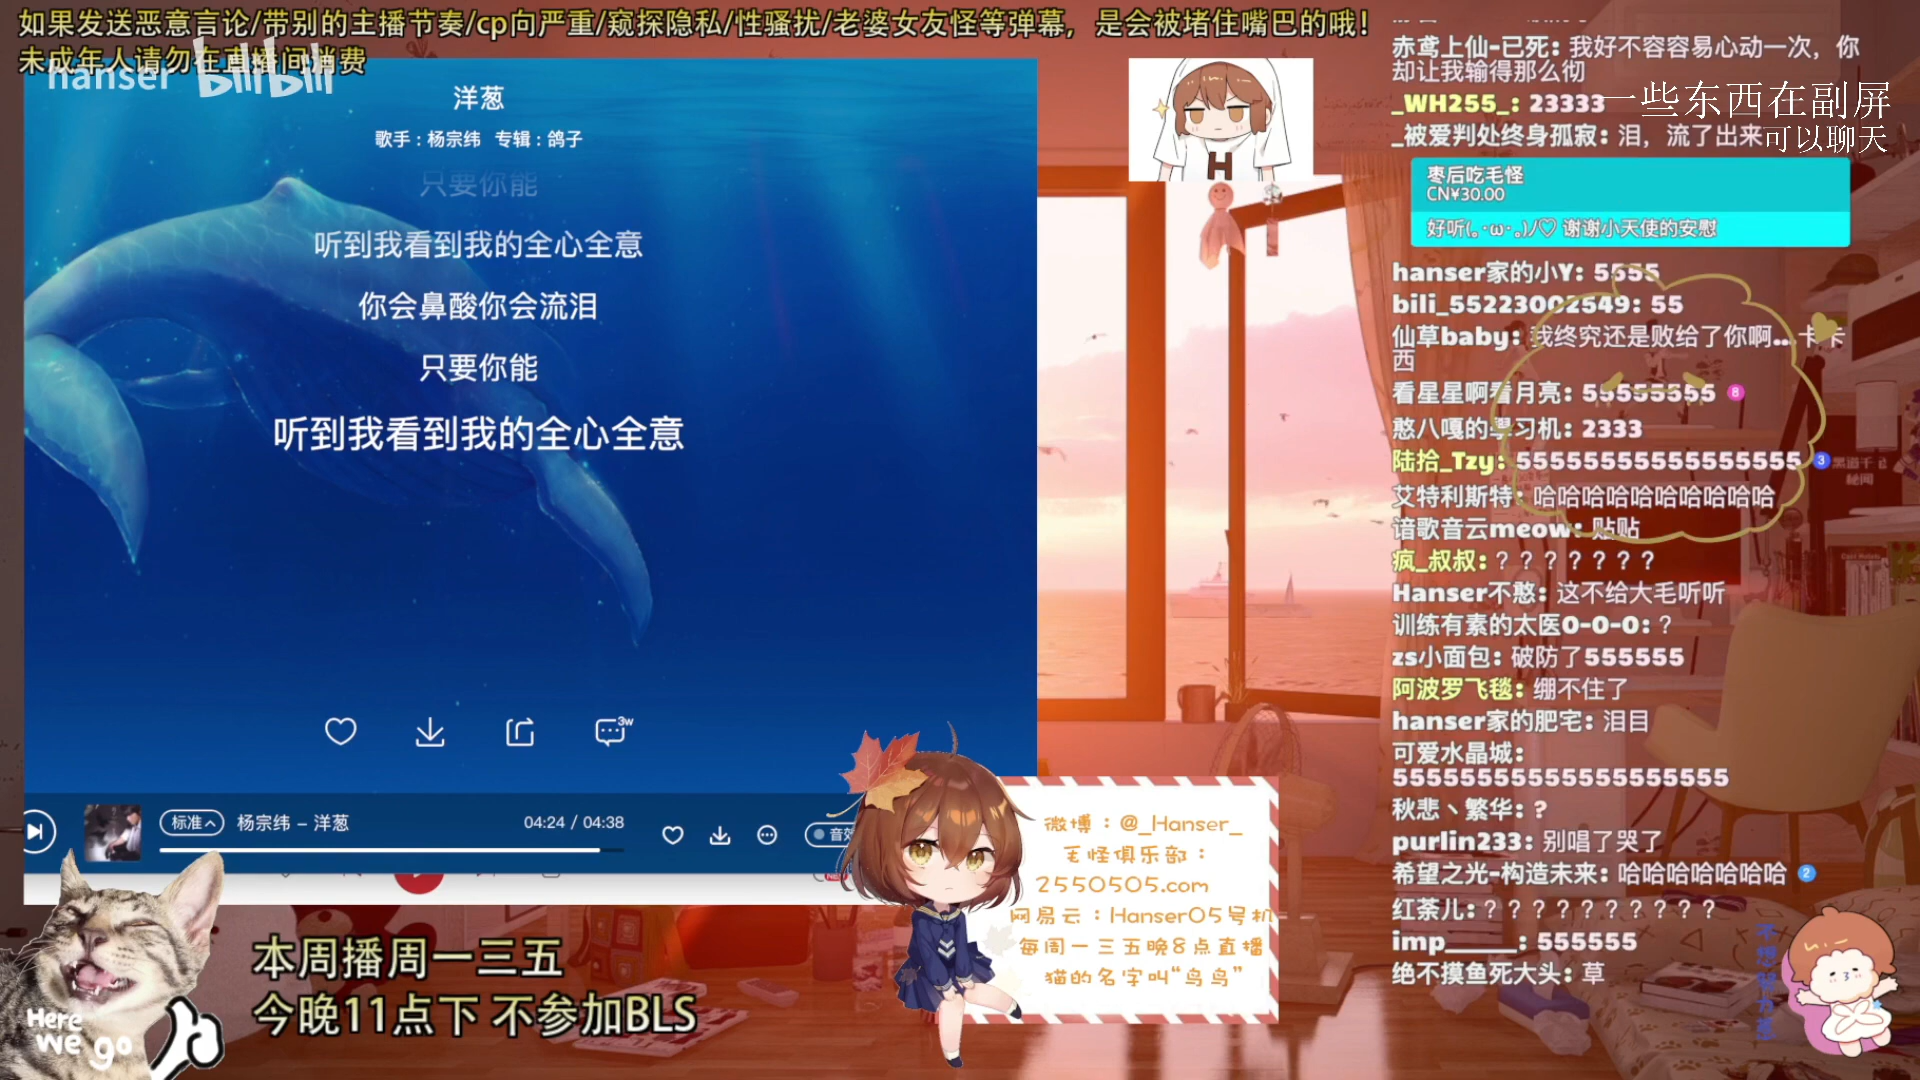 如果发送恶意言论/带别的主播节奏/cp向严重/窥探隐私/性骚扰/老婆女友怪等弹幕，是会被堵住嘴巴的哦！
未成年人请勿在直播间消费
hanser bilibili
洋葱
歌手：杨宗纬 专辑：鸽子
只要你能
听到我看到我的全心全意
你会鼻酸你会流泪
只要你能
听到我看到我的全心全意
3w
标准
杨宗纬 – 洋葱
04:24 / 04:38
音效
Here
We go
本周播周一三五
今晚11点下 不参加BLS
H
微博：@_Hanser_
毛怪俱乐部：
2550505.com
网易云：Hanser05号机
每周一三五晚8点直播
猫的名字叫“鸟鸟”
赤鸢上仙-已死: 我好不容容易心动一次，你
却让我输得那么彻
_WH255_: 23333
一些东西在副屏
_被爱判处终身孤寂: 泪，流了出来
可以聊天
枣后吃毛怪
CN¥30.00
好听(｡･ω･｡)ﾉ♡ 谢谢小天使的安慰
hanser家的小Y: 5555
bili_55223002549: 55
仙草baby: 我终究还是败给了你啊...卡卡
西
看星星啊看月亮: 55555555 8
憨八嘎的學习机: 2333
陆拾_Tzy: 55555555555555555 3
艾特利斯特: 哈哈哈哈哈哈哈哈哈哈
谙歌音云meow: 贴贴
疯_叔叔: ？？？？？？？
Hanser不憨: 这不给大毛听听
训练有素的太医0-0-0: ？
zs小面包: 破防了555555
阿波罗飞毯: 绷不住了
hanser家的肥宅: 泪目
可爱水晶城:
55555555555555555555
秋悲丶繁华: ？
purlin233: 别唱了哭了
希望之光-构造未来: 哈哈哈哈哈哈哈 2
红茶儿: ？？？？？？？？？？
imp_____: 555555
绝不摸鱼死大头: 草